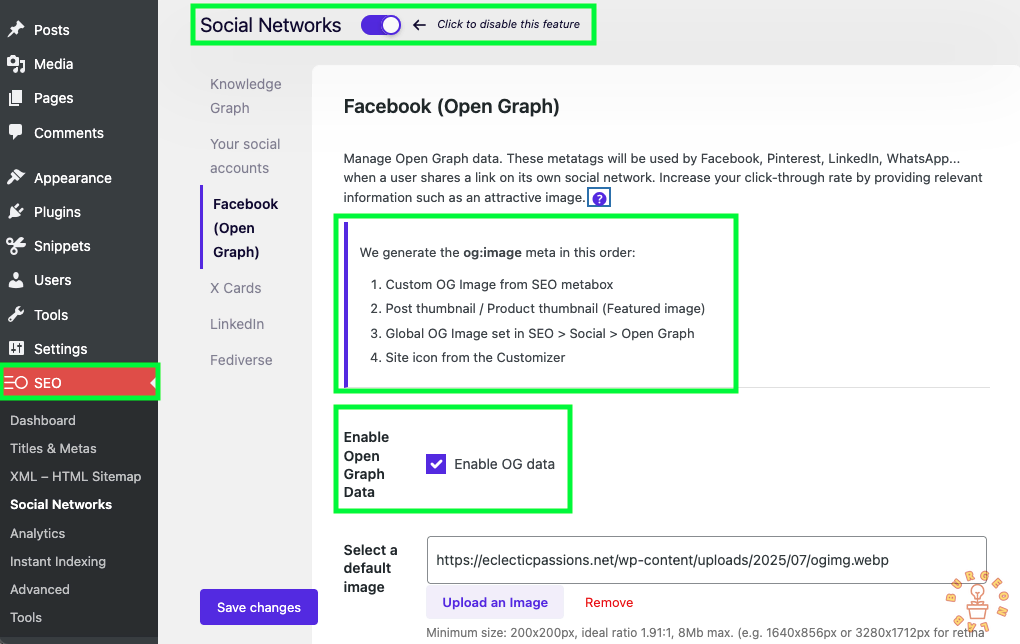 Posts
Media
Pages
Comments
Appearance
Plugins
Snippets
Users
Tools
Settings
SEO
Dashboard
Titles & Metas
XML – HTML Sitemap
Social Networks
Analytics
Instant Indexing
Advanced
Tools
Social Networks
Click to disable this feature
Knowledge
Graph
Your social
accounts
Facebook
(Open
Graph)
X Cards
LinkedIn
Fediverse
Save changes
Facebook (Open Graph)
Manage Open Graph data. These metatags will be used by Facebook, Pinterest, LinkedIn, WhatsApp...
when a user shares a link on its own social network. Increase your click-through rate by providing relevant
information such as an attractive image. ?
We generate the og:image meta in this order:
1. Custom OG Image from SEO metabox
2. Post thumbnail / Product thumbnail (Featured image)
3. Global OG Image set in SEO > Social > Open Graph
4. Site icon from the Customizer
Enable
Open
Graph
Data
Enable OG data
Select a
default
image
https://eclecticpassions.net/wp-content/uploads/2025/07/ogimg.webp
Upload an Image
Remove
Minimum size: 200x200px, ideal ratio 1.91:1, 8Mb max. (e.g. 1640x856px or 3280x1712px for retina